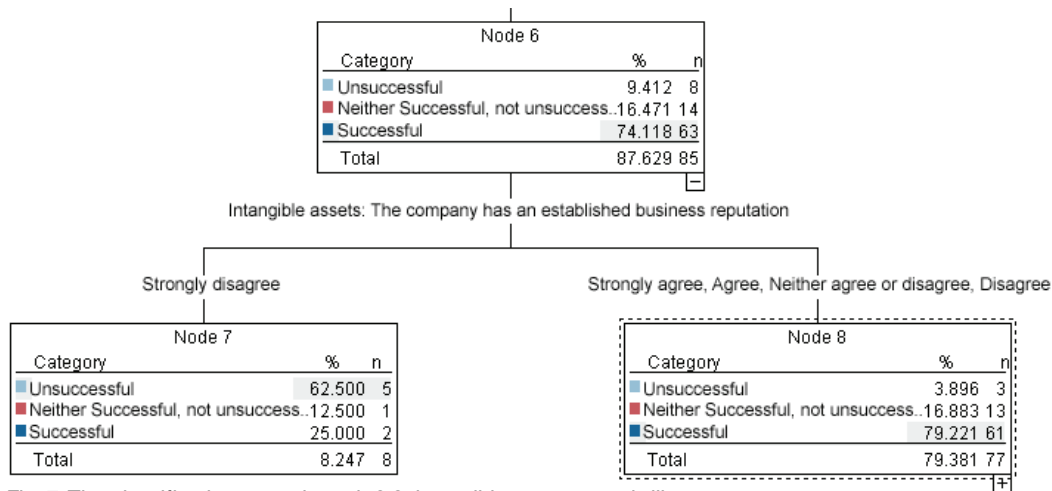 Node 6
Category % n
Unsuccessful 9.412 8
Neither Successful, not unsuccess..16.471 14
Successful 74.118 63
Total 87.629 85
Intangible assets: The company has an established business reputation
Strongly disagree
Strongly agree, Agree, Neither agree or disagree, Disagree
Node 7
Category % n
Unsuccessful 62.500 5
Neither Successful, not unsuccess..12.500 1
Successful 25.000 2
Total 8.247 8
Node 8
Category % n
Unsuccessful 3.896 3
Neither Successful, not unsuccess..16.883 13
Successful 79.221 61
Total 79.381 77